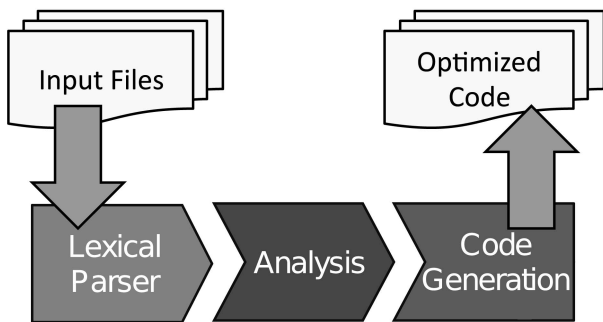 Input Files
Optimized
Code
Lexical
Parser
Analysis
Code
Generation